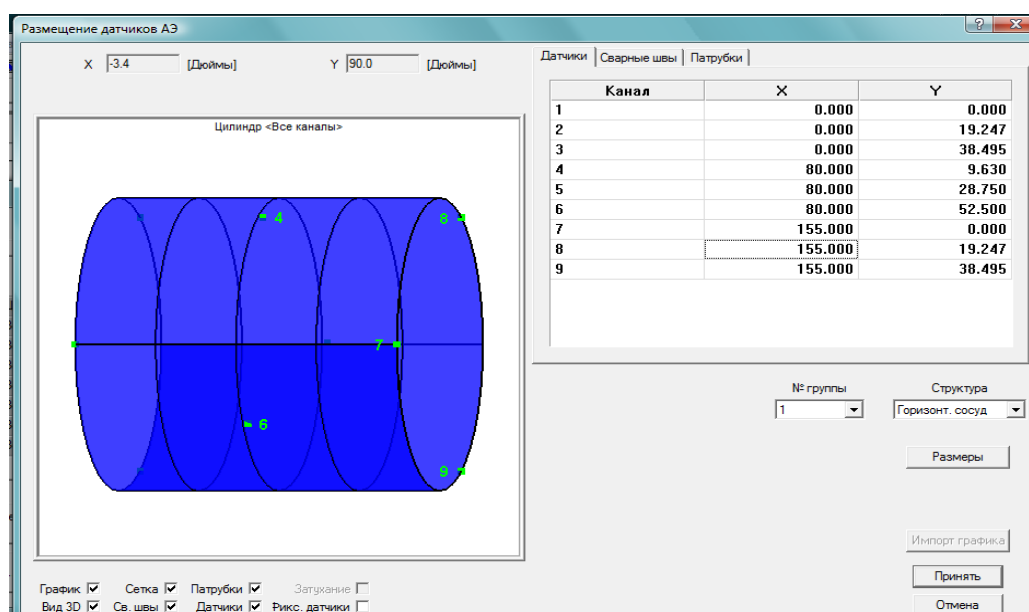 Размещение датчиков АЭ
X -3.4 [Дюймы] Y 90.0 [Дюймы]
Датчики Сварные швы Патрубки
Канал X Y
1 0.000 0.000
2 0.000 19.247
3 0.000 38.495
4 80.000 9.630
5 80.000 28.750
6 80.000 52.500
7 155.000 0.000
8 155.000 19.247
9 155.000 38.495
Цилиндр <Все каналы>
4
8
7
6
9
№ группы Структура
1 Горизонт. сосуд
Размеры
Импорт графика
Принять
Отмена
График Сетка Патрубки Затухание
Вид 3D Св. швы Датчики Рикс. датчики